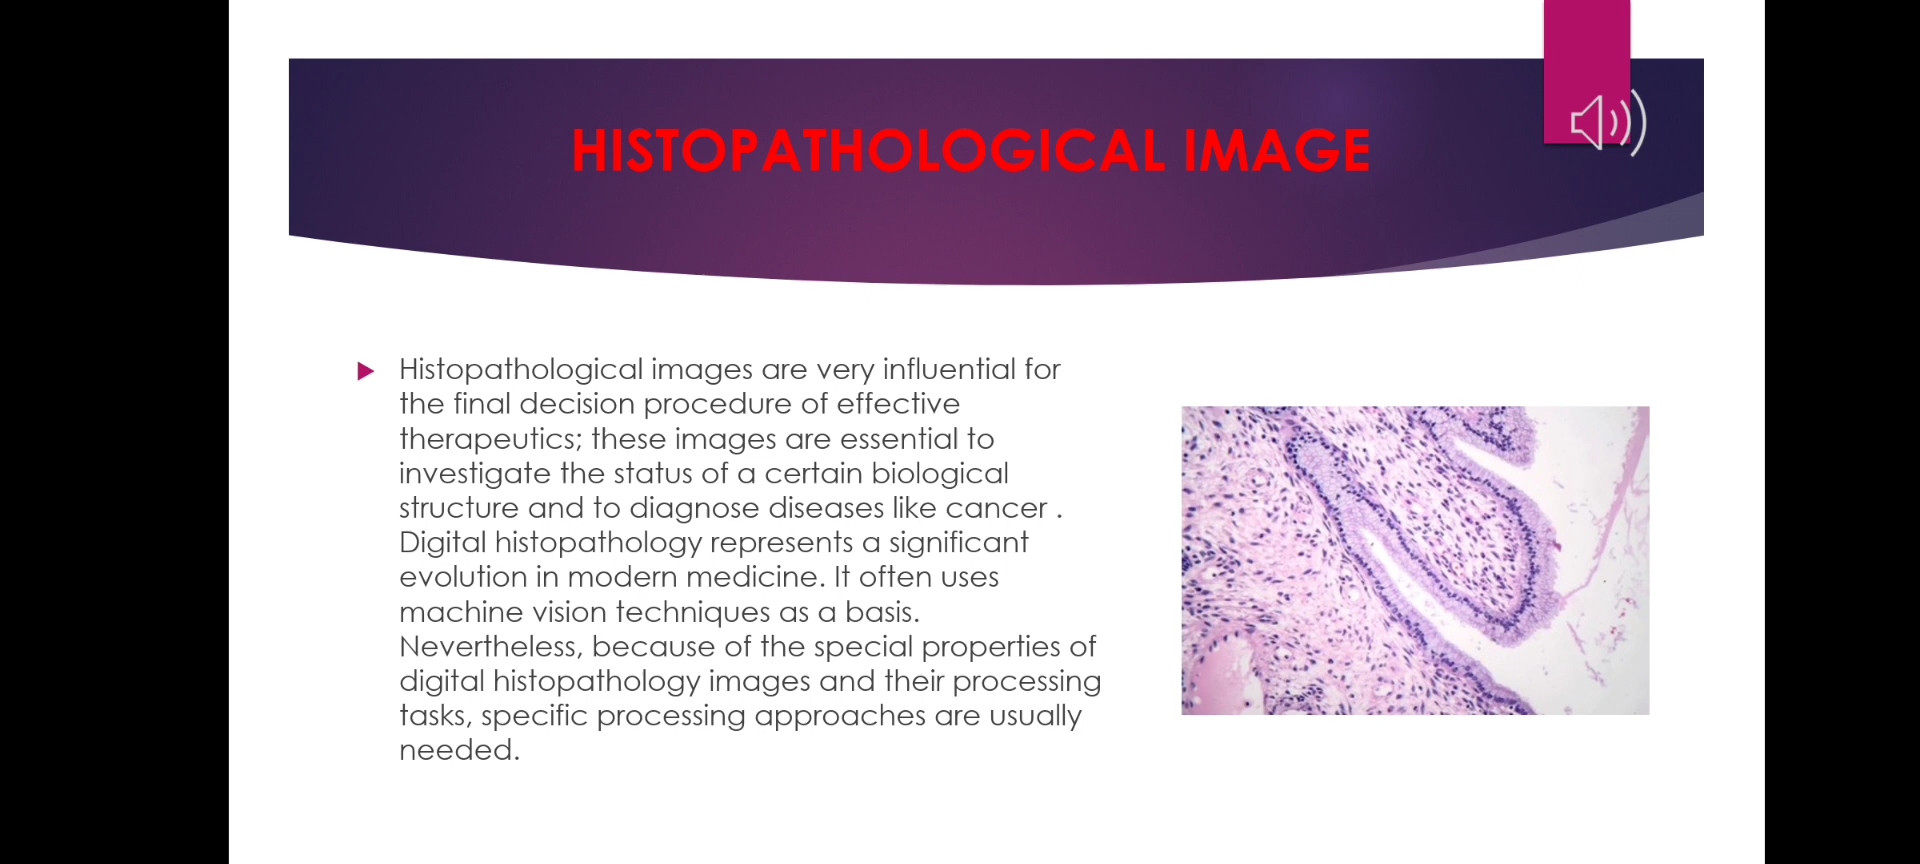 HISTOPATHOLOGICAL IMAGE
Histopathological images are very influential for
the final decision procedure of effective
therapeutics; these images are essential to
investigate the status of a certain biological
structure and to diagnose diseases like cancer .
Digital histopathology represents a significant
evolution in modern medicine. It often uses
machine vision techniques as a basis.
Nevertheless, because of the special properties of
digital histopathology images and their processing
tasks, specific processing approaches are usually
needed.